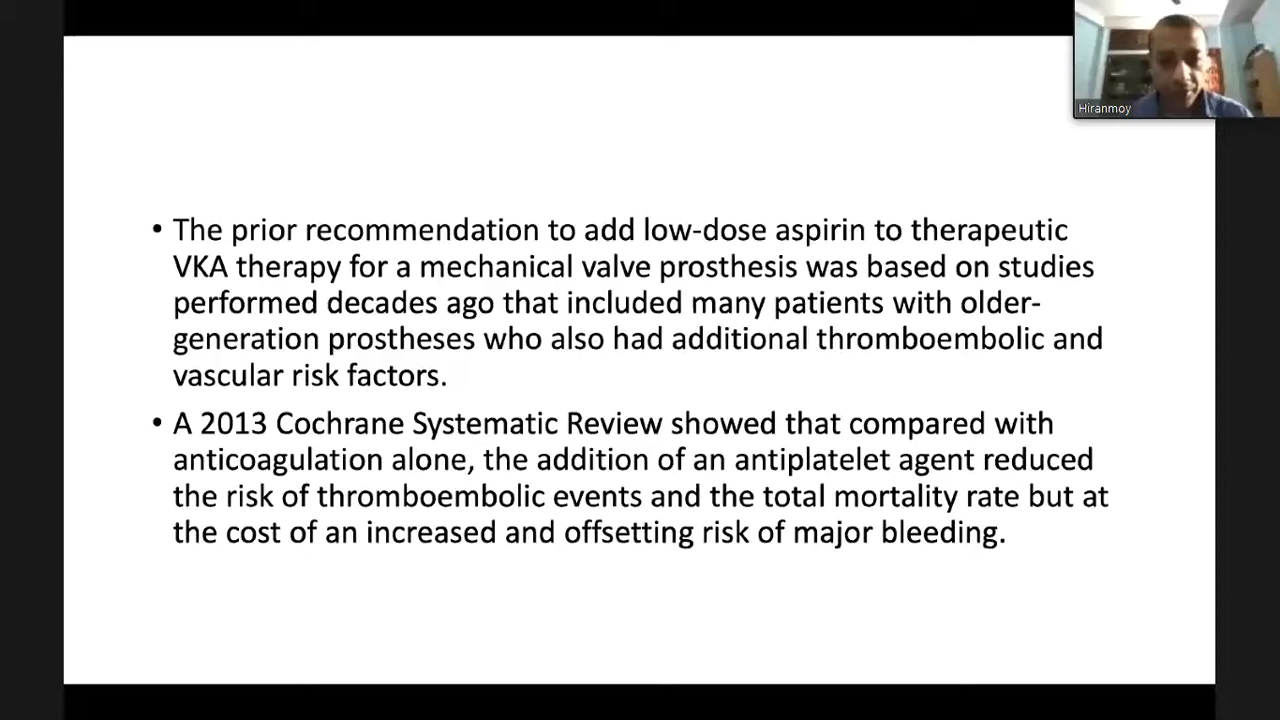 Hiranmoy
• The prior recommendation to add low-dose aspirin to therapeutic
VKA therapy for a mechanical valve prosthesis was based on studies
performed decades ago that included many patients with older-
generation prostheses who also had additional thromboembolic and
vascular risk factors.
• A 2013 Cochrane Systematic Review showed that compared with
anticoagulation alone, the addition of an antiplatelet agent reduced
the risk of thromboembolic events and the total mortality rate but at
the cost of an increased and offsetting risk of major bleeding.